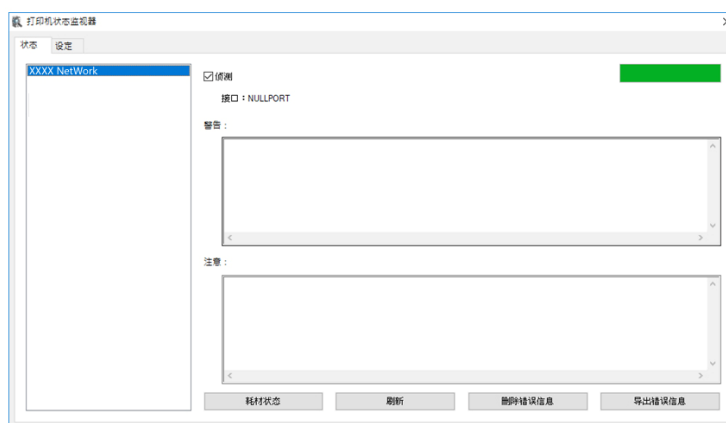 打印机状态监视器
状态 设定
XXXX NetWork
侦测
接口：NULLPORT
警告：
注意：
耗材状态 刷新 删除错误信息 导出错误信息